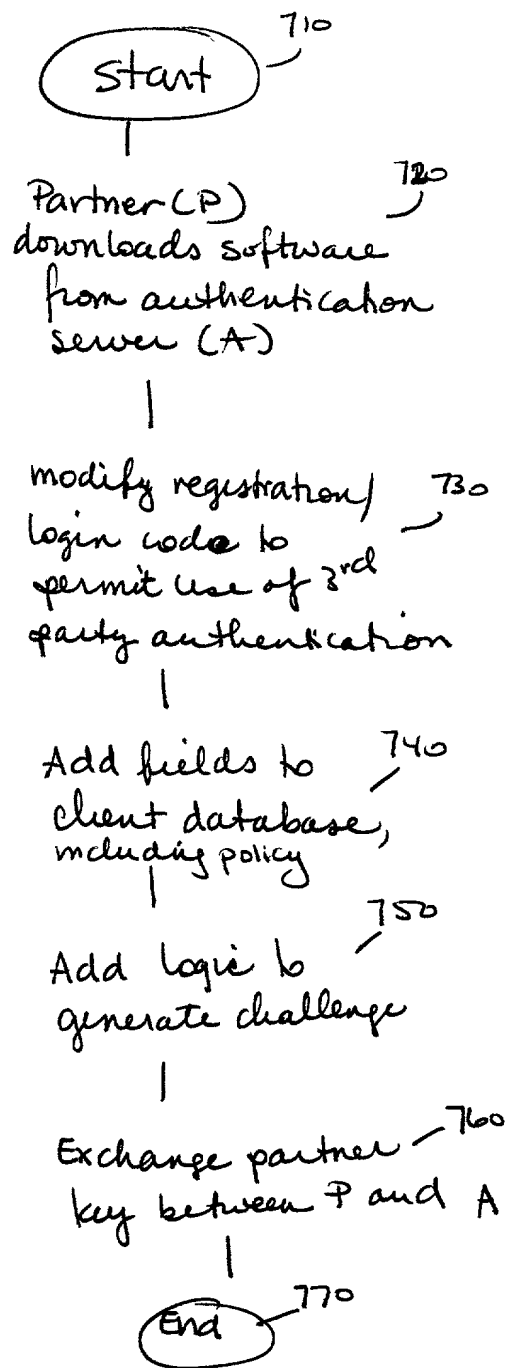 710
Start
720
Partner (P)
downloads software
from authentication
server (A)
modify registration/
730
login code to
permit use of 3rd
party authentication
740
Add fields to
client database,
including policy
750
Add logic to
generate challenge
760
Exchange partner
key between P and A
770
End